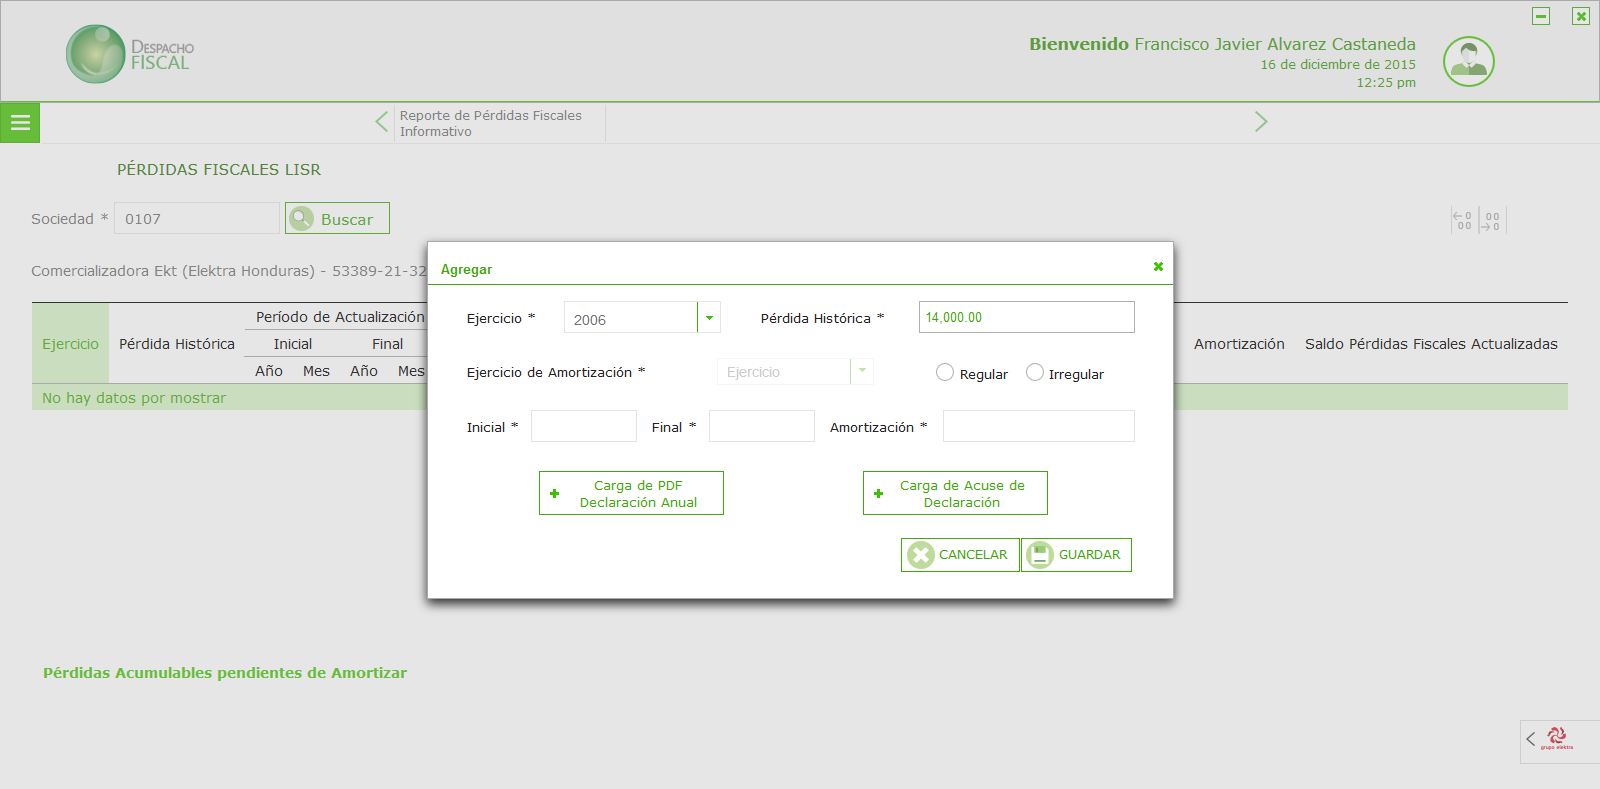 DESPACHO
FISCAL
Bienvenido Francisco Javier Alvarez Castaneda
16 de diciembre de 2015
12:25 pm
Reporte de Pérdidas Fiscales
Informativo
PÉRDIDAS FISCALES LISR
Sociedad * 0107 Buscar
←0 00
00 →0
Comercializadora Ekt (Elektra Honduras) - 53389-21-32
Agregar
Ejercicio * 2006 Pérdida Histórica * 14,000.00
Ejercicio de Amortización * Ejercicio Regular Irregular
Inicial * Final * Amortización *
+ Carga de PDF
Declaración Anual
+ Carga de Acuse de
Declaración
CANCELAR GUARDAR
Ejercicio Pérdida Histórica Período de Actualización Amortización Saldo Pérdidas Fiscales Actualizadas
Inicial Final
Año Mes Año Mes
No hay datos por mostrar
Pérdidas Acumulables pendientes de Amortizar
grupo elektra